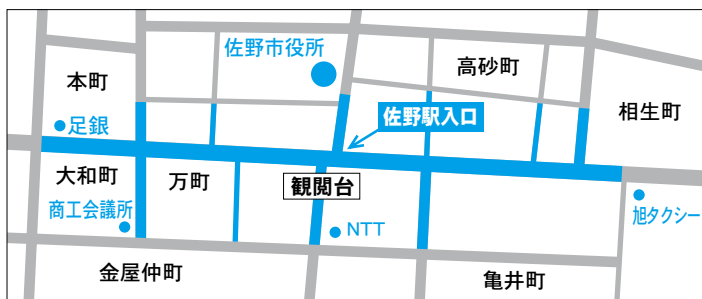 佐野市役所
高砂町
本町
相生町
佐野駅入口
足銀
大和町
万町
観閲台
商工会議所
旭タクシー
NTT
金屋仲町
亀井町